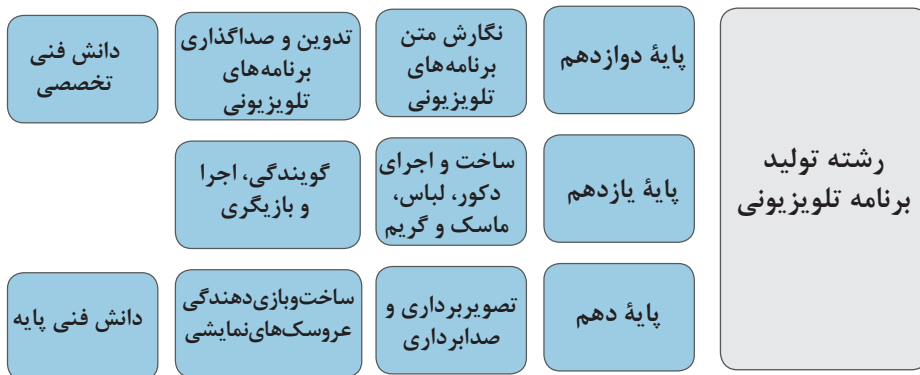 رشته تولید
برنامه تلویزیونی
پایهٔ دوازدهم
نگارش متن
برنامه‌های
تلویزیونی
تدوین و صداگذاری
برنامه‌های
تلویزیونی
دانش فنی
تخصصی
پایهٔ یازدهم
ساخت و اجرای
دکور، لباس،
ماسک و گریم
گویندگی، اجرا
و بازیگری
پایهٔ دهم
تصویربرداری و
صدابرداری
ساخت‌وبازی‌دهندگی
عروسک‌های‌نمایشی
دانش فنی پایه